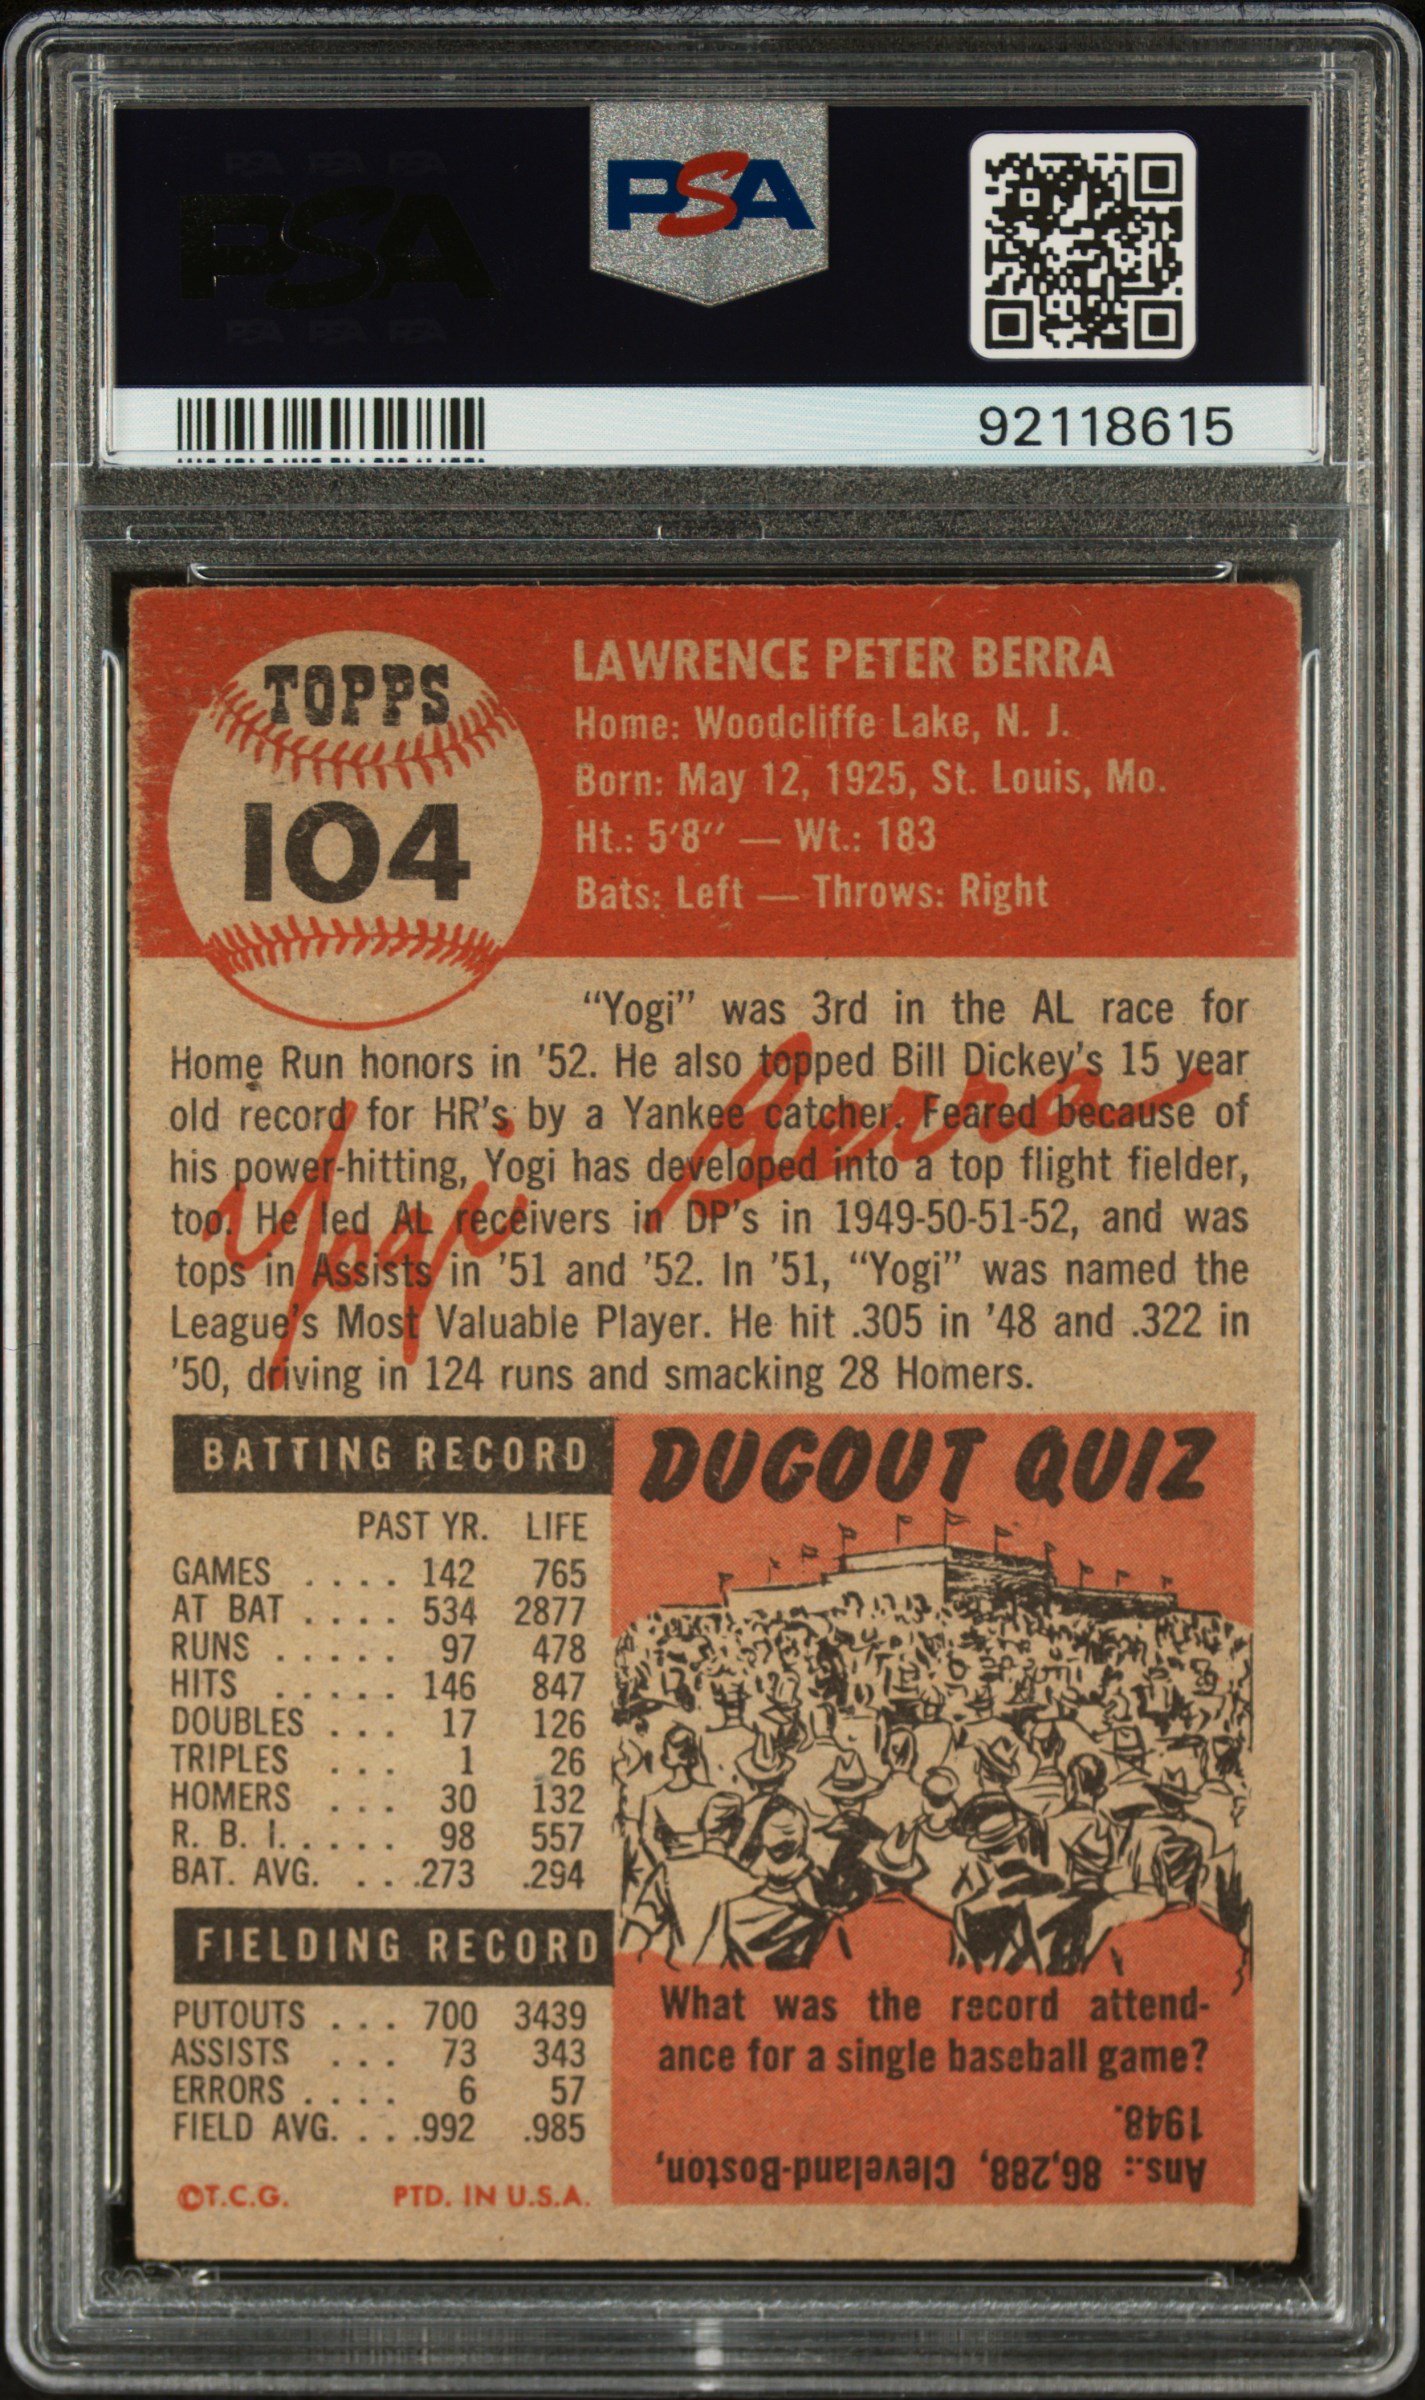 PSA PSA PSA
PSA
PSA PSA PSA
PSA
92118615
TOPPS
104
LAWRENCE PETER BERRA
Home: Woodcliffe Lake, N. J.
Born: May 12, 1925, St. Louis, Mo.
Ht.: 5'8" — Wt.: 183
Bats: Left — Throws: Right
"Yogi" was 3rd in the AL race for
Home Run honors in '52. He also topped Bill Dickey's 15 year
old record for HR's by a Yankee catcher. Feared because of
his power-hitting, Yogi has developed into a top flight fielder,
too. He led AL receivers in DP's in 1949-50-51-52, and was
tops in Assists in '51 and '52. In '51, "Yogi" was named the
League's Most Valuable Player. He hit .305 in '48 and .322 in
'50, driving in 124 runs and smacking 28 Homers.
Yogi Berra
BATTING RECORD
PAST YR. LIFE
GAMES .... 142 765
AT BAT .... 534 2877
RUNS ..... 97 478
HITS ..... 146 847
DOUBLES ... 17 126
TRIPLES ... 1 26
HOMERS ... 30 132
R. B. I. .... 98 557
BAT. AVG. ...273 .294
FIELDING RECORD
PUTOUTS ... 700 3439
ASSISTS ... 73 343
ERRORS .... 6 57
FIELD AVG. ...992 .985
©T.C.G. PTD. IN U.S.A.
DUGOUT QUIZ
What was the record attend-
ance for a single baseball game?
Ans.: 86,288, Cleveland-Boston,
1948.